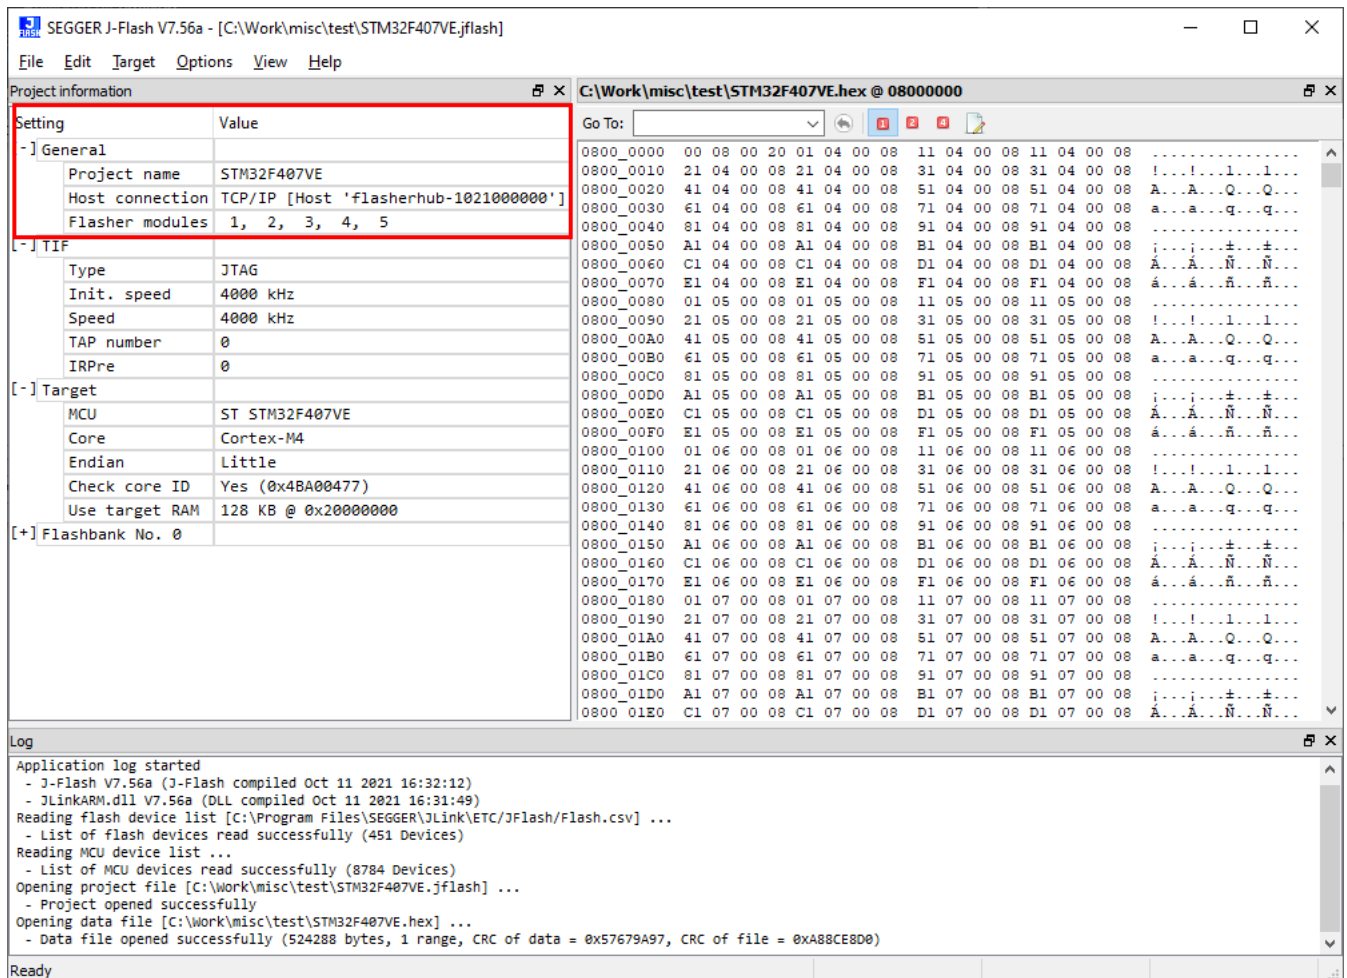 SEGGER J-Flash V7.56a - [C:\Work\misc\test\STM32F407VE.jflash]
File Edit Target Options View Help
Project information
Setting Value
[-] General
Project name STM32F407VE
Host connection TCP/IP [Host 'flasherhub-1021000000']
Flasher modules 1, 2, 3, 4, 5
[-] TIF
Type JTAG
Init. speed 4000 kHz
Speed 4000 kHz
TAP number 0
IRPre 0
[-] Target
MCU ST STM32F407VE
Core Cortex-M4
Endian Little
Check core ID Yes (0x4BA00477)
Use target RAM 128 KB @ 0x20000000
[+] Flashbank No. 0
C:\Work\misc\test\STM32F407VE.hex @ 08000000
Go To: 1 2 4
0800_0000 00 08 00 20 01 04 00 08 11 04 00 08 11 04 00 08 ... .............
0800_0010 21 04 00 08 21 04 00 08 31 04 00 08 31 04 00 08 !...!...1...1...
0800_0020 41 04 00 08 41 04 00 08 51 04 00 08 51 04 00 08 A...A...Q...Q...
0800_0030 61 04 00 08 61 04 00 08 71 04 00 08 71 04 00 08 a...a...q...q...
0800_0040 81 04 00 08 81 04 00 08 91 04 00 08 91 04 00 08 ................
0800_0050 A1 04 00 08 A1 04 00 08 B1 04 00 08 B1 04 00 08 ¡...¡...±...±...
0800_0060 C1 04 00 08 C1 04 00 08 D1 04 00 08 D1 04 00 08 Á...Á...Ñ...Ñ...
0800_0070 E1 04 00 08 E1 04 00 08 F1 04 00 08 F1 04 00 08 á...á...ñ...ñ...
0800_0080 01 05 00 08 01 05 00 08 11 05 00 08 11 05 00 08 ................
0800_0090 21 05 00 08 21 05 00 08 31 05 00 08 31 05 00 08 !...!...1...1...
0800_00A0 41 05 00 08 41 05 00 08 51 05 00 08 51 05 00 08 A...A...Q...Q...
0800_00B0 61 05 00 08 61 05 00 08 71 05 00 08 71 05 00 08 a...a...q...q...
0800_00C0 81 05 00 08 81 05 00 08 91 05 00 08 91 05 00 08 ................
0800_00D0 A1 05 00 08 A1 05 00 08 B1 05 00 08 B1 05 00 08 ¡...¡...±...±...
0800_00E0 C1 05 00 08 C1 05 00 08 D1 05 00 08 D1 05 00 08 Á...Á...Ñ...Ñ...
0800_00F0 E1 05 00 08 E1 05 00 08 F1 05 00 08 F1 05 00 08 á...á...ñ...ñ...
0800_0100 01 06 00 08 01 06 00 08 11 06 00 08 11 06 00 08 ................
0800_0110 21 06 00 08 21 06 00 08 31 06 00 08 31 06 00 08 !...!...1...1...
0800_0120 41 06 00 08 41 06 00 08 51 06 00 08 51 06 00 08 A...A...Q...Q...
0800_0130 61 06 00 08 61 06 00 08 71 06 00 08 71 06 00 08 a...a...q...q...
0800_0140 81 06 00 08 81 06 00 08 91 06 00 08 91 06 00 08 ................
0800_0150 A1 06 00 08 A1 06 00 08 B1 06 00 08 B1 06 00 08 ¡...¡...±...±...
0800_0160 C1 06 00 08 C1 06 00 08 D1 06 00 08 D1 06 00 08 Á...Á...Ñ...Ñ...
0800_0170 E1 06 00 08 E1 06 00 08 F1 06 00 08 F1 06 00 08 á...á...ñ...ñ...
0800_0180 01 07 00 08 01 07 00 08 11 07 00 08 11 07 00 08 ................
0800_0190 21 07 00 08 21 07 00 08 31 07 00 08 31 07 00 08 !...!...1...1...
0800_01A0 41 07 00 08 41 07 00 08 51 07 00 08 51 07 00 08 A...A...Q...Q...
0800_01B0 61 07 00 08 61 07 00 08 71 07 00 08 71 07 00 08 a...a...q...q...
0800_01C0 81 07 00 08 81 07 00 08 91 07 00 08 91 07 00 08 ................
0800_01D0 A1 07 00 08 A1 07 00 08 B1 07 00 08 B1 07 00 08 ¡...¡...±...±...
0800_01E0 C1 07 00 08 C1 07 00 08 D1 07 00 08 D1 07 00 08 Á...Á...Ñ...Ñ...
Log
Application log started
- J-Flash V7.56a (J-Flash compiled Oct 11 2021 16:32:12)
- JLinkARM.dll V7.56a (DLL compiled Oct 11 2021 16:31:49)
Reading flash device list [C:\Program Files\SEGGER\JLink\ETC/JFlash/Flash.csv] ...
- List of flash devices read successfully (451 Devices)
Reading MCU device list ...
- List of MCU devices read successfully (8784 Devices)
Opening project file [C:\Work\misc\test\STM32F407VE.jflash] ...
- Project opened successfully
Opening data file [C:\Work\misc\test\STM32F407VE.hex] ...
- Data file opened successfully (524288 bytes, 1 range, CRC of data = 0x57679A97, CRC of file = 0xA88CE8D0)
Ready